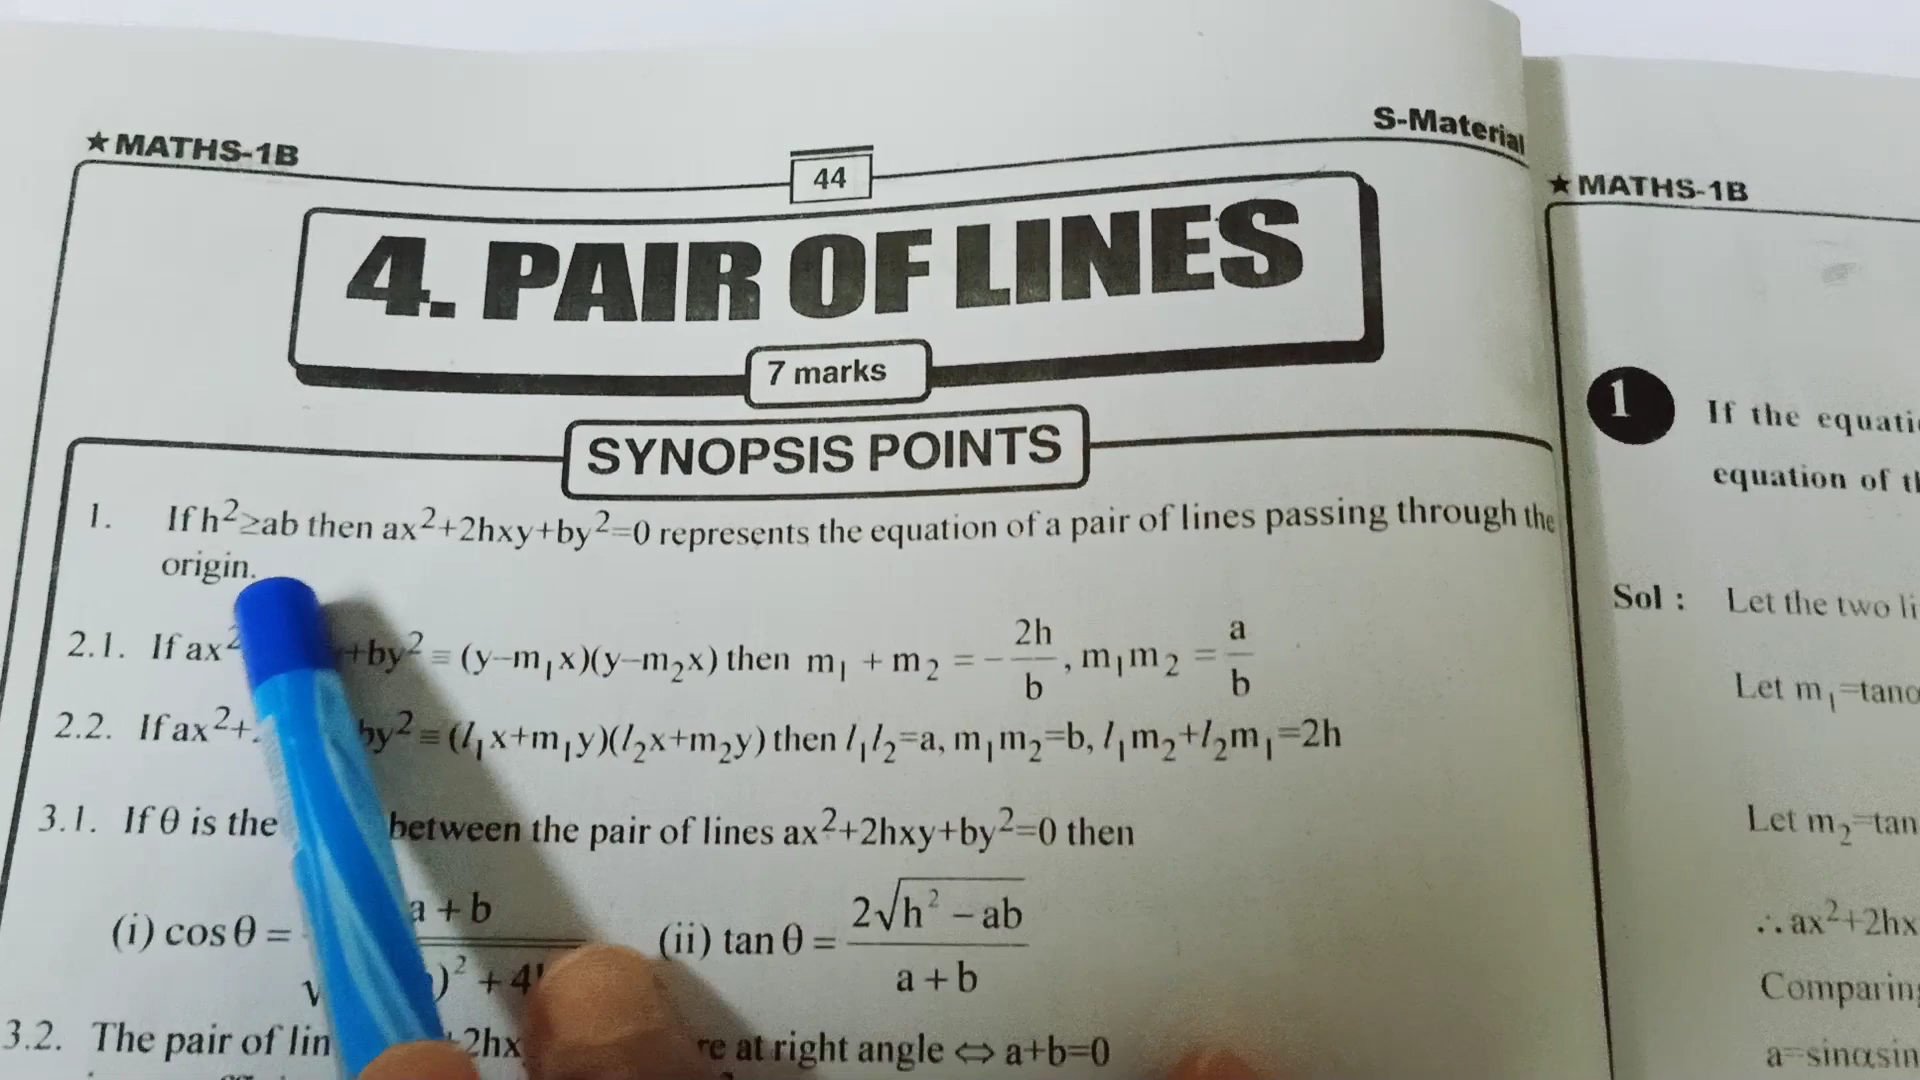 ★MATHS-1B
44
S-Material
4. PAIR OF LINES
7 marks
SYNOPSIS POINTS
1. If h²≥ab then ax²+2hxy+by²=0 represents the equation of a pair of lines passing through the
origin.
2.1. If ax² +by² ≡ (y–m₁x)(y–m₂x) then m₁ + m₂ = – 2h/b , m₁m₂ = a/b
2.2. If ax²+ by² ≡ (l₁x+m₁y)(l₂x+m₂y) then l₁l₂=a, m₁m₂=b, l₁m₂+l₂m₁=2h
3.1. If θ is the between the pair of lines ax²+2hxy+by²=0 then
(i) cosθ = a + b / √ )² + 4 (ii) tanθ = 2√h² – ab / a + b
3.2. The pair of lin +2hx re at right angle ⇔ a+b=0
★MATHS-1B
1 If the equati
equation of
Sol : Let the two li
Let m₁=tan
Let m₂=tan
∴ ax²+2hx
Comparin
a=sinαsin